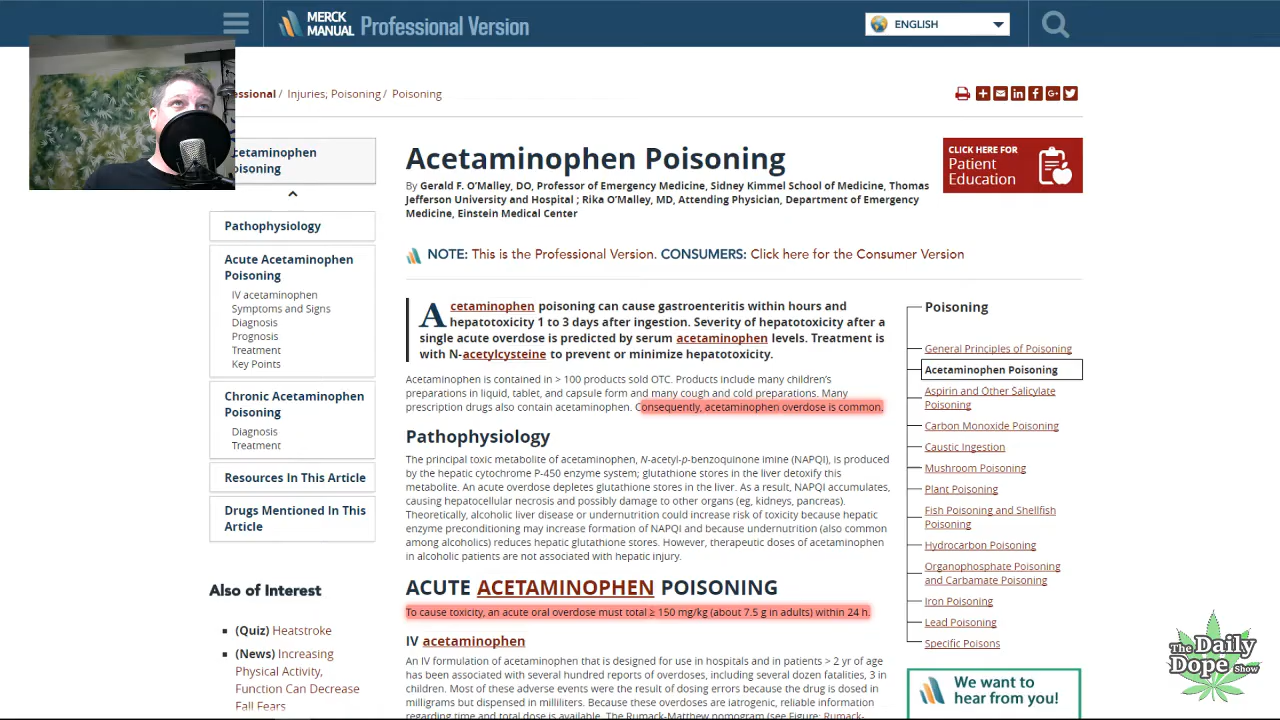 MERCK
MANUAL
Professional Version
ENGLISH
Injuries; Poisoning / Poisoning
Acetaminophen Poisoning
CLICK HERE FOR
Patient
Education
By Gerald F. O'Malley, DO, Professor of Emergency Medicine, Sidney Kimmel School of Medicine, Thomas
Jefferson University and Hospital ; Rika O'Malley, MD, Attending Physician, Department of Emergency
Medicine, Einstein Medical Center
NOTE: This is the Professional Version. CONSUMERS: Click here for the Consumer Version
Pathophysiology
Acute Acetaminophen
Poisoning
IV acetaminophen
Symptoms and Signs
Diagnosis
Prognosis
Treatment
Key Points
Chronic Acetaminophen
Poisoning
Diagnosis
Treatment
Resources In This Article
Drugs Mentioned In This
Article
Also of Interest
(Quiz) Heatstroke
(News) Increasing
Physical Activity,
Function Can Decrease
Fall Fears
Acetaminophen poisoning can cause gastroenteritis within hours and
hepatotoxicity 1 to 3 days after ingestion. Severity of hepatotoxicity after a
single acute overdose is predicted by serum acetaminophen levels. Treatment is
with N-acetylcysteine to prevent or minimize hepatotoxicity.
Acetaminophen is contained in > 100 products sold OTC. Products include many children's
preparations in liquid, tablet, and capsule form and many cough and cold preparations. Many
prescription drugs also contain acetaminophen. Consequently, acetaminophen overdose is common.
Pathophysiology
The principal toxic metabolite of acetaminophen, N-acetyl-p-benzoquinone imine (NAPQI), is produced
by the hepatic cytochrome P-450 enzyme system; glutathione stores in the liver detoxify this
metabolite. An acute overdose depletes glutathione stores in the liver. As a result, NAPQI accumulates,
causing hepatocellular necrosis and possibly damage to other organs (eg, kidneys, pancreas).
Theoretically, alcoholic liver disease or undernutrition could increase risk of toxicity because hepatic
enzyme preconditioning may increase formation of NAPQI and because undernutrition (also common
among alcoholics) reduces hepatic glutathione stores. However, therapeutic doses of acetaminophen
in alcoholic patients are not associated with hepatic injury.
ACUTE ACETAMINOPHEN POISONING
To cause toxicity, an acute oral overdose must total ≥ 150 mg/kg (about 7.5 g in adults) within 24 h.
IV acetaminophen
An IV formulation of acetaminophen that is designed for use in hospitals and in patients > 2 yr of age
has been associated with several hundred reports of overdoses, including several dozen fatalities, 3 in
children. Most of these adverse events were the result of dosing errors because the drug is dosed in
milligrams but dispensed in milliliters. Because these overdoses are iatrogenic, reliable information
regarding time and total dose is available. The Rumack-Matthew nomogram (see Figure: Rumack-
Poisoning
General Principles of Poisoning
Acetaminophen Poisoning
Aspirin and Other Salicylate
Poisoning
Carbon Monoxide Poisoning
Caustic Ingestion
Mushroom Poisoning
Plant Poisoning
Fish Poisoning and Shellfish
Poisoning
Hydrocarbon Poisoning
Organophosphate Poisoning
and Carbamate Poisoning
Iron Poisoning
Lead Poisoning
Specific Poisons
We want to
hear from you!
The Daily
Dope Show